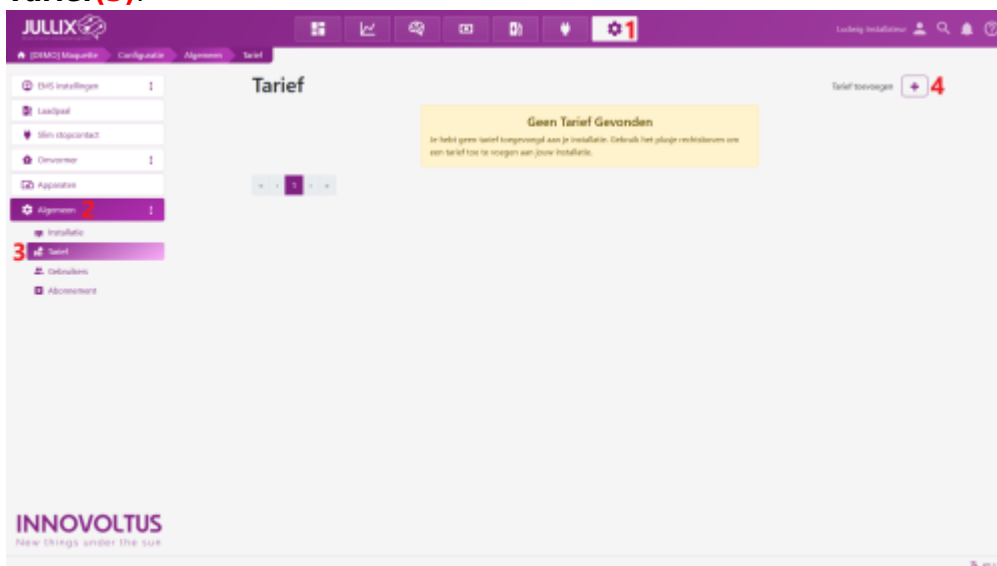 Tarief(3).
JULLIX
1
Ludwig Installateur
[DEMO] Maquette Configuratie Algemeen Tarief
EMS Instellingen
Laadpaal
Slim stopcontact
Omvormer
Apparaten
Algemeen 2
Installatie
3 Tarief
Gebruikers
Abonnement
Tarief
Tarief toevoegen + 4
Geen Tarief Gevonden
Je hebt geen tarief toegevoegd aan je installatie. Gebruik het plusje rechtsboven om
een tarief toe te voegen aan jouw installatie.
« ‹ 1 › »
INNOVOLTUS
New things under the sun